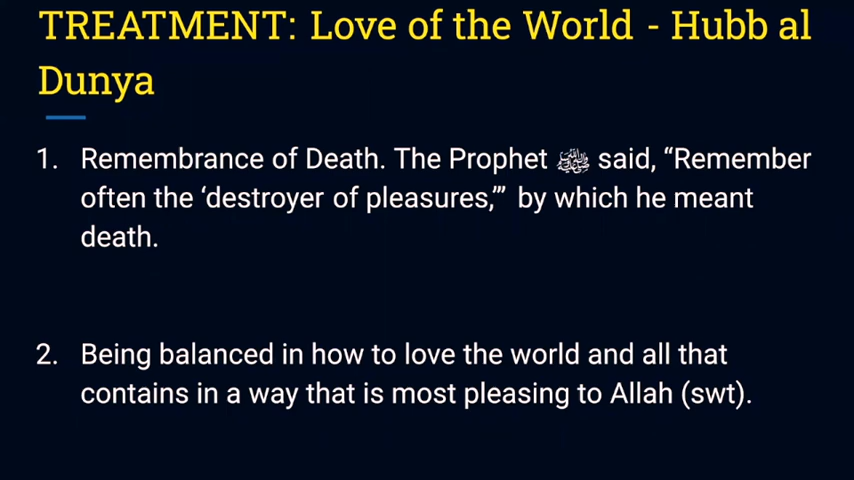 TREATMENT: Love of the World - Hubb al
Dunya
1. Remembrance of Death. The Prophet ﷺ said, “Remember
often the ‘destroyer of pleasures,’” by which he meant
death.
2. Being balanced in how to love the world and all that
contains in a way that is most pleasing to Allah (swt).